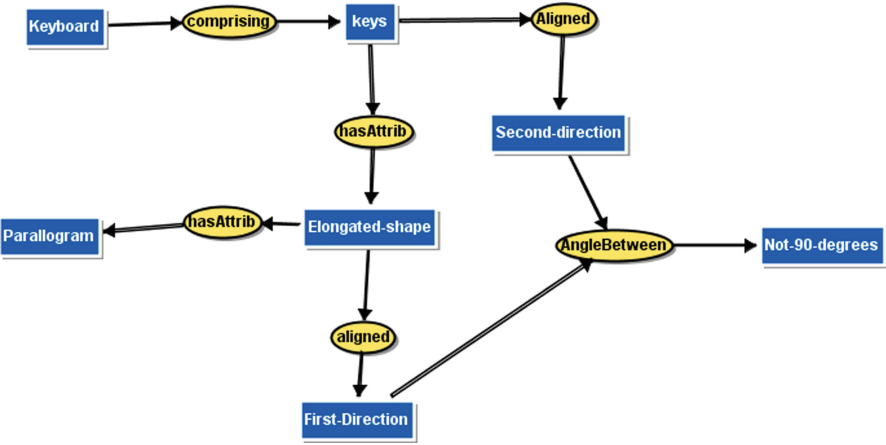 Keyboard
comprising
keys
Aligned
hasAttrib
Second-direction
Parallogram
hasAttrib
Elongated-shape
AngleBetween
Not-90-degrees
aligned
First-Direction